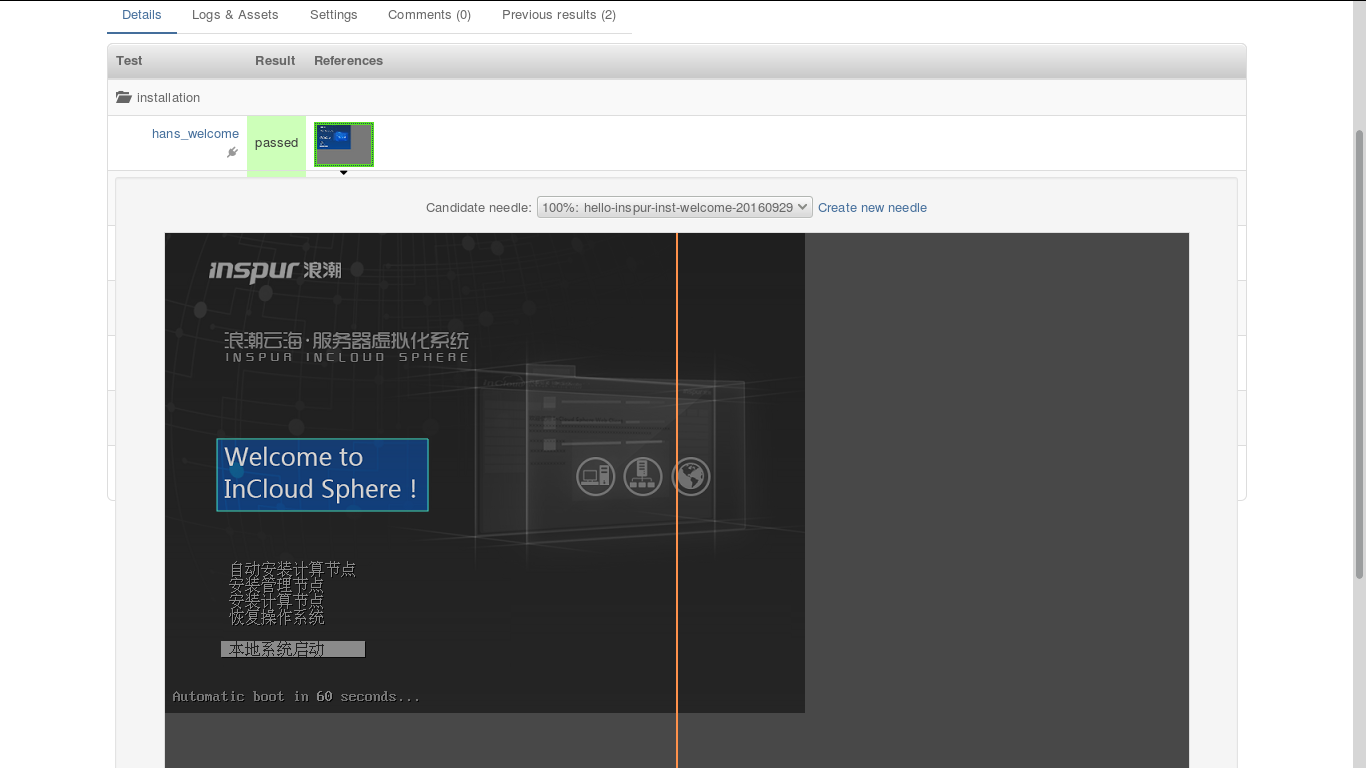 Details Logs & Assets Settings Comments (0) Previous results (2)
Test Result References
installation
hans_welcome passed
Candidate needle: 100%: hello-inspur-inst-welcome-20160929 Create new needle
inspur 浪潮
浪潮云海·服务器虚拟化系统
INSPUR INCLOUD SPHERE
Welcome to
InCloud Sphere !
自动安装计算节点
安装管理节点
安装计算节点
恢复操作系统
本地系统启动
Automatic boot in 60 seconds...